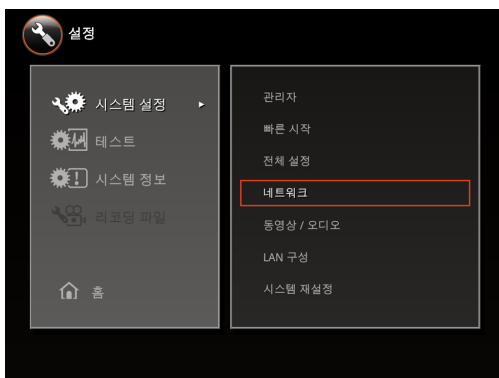 설정
시스템 설정
테스트
시스템 정보
리코딩 파일
홈
관리자
빠른 시작
전체 설정
네트워크
동영상 / 오디오
LAN 구성
시스템 재설정